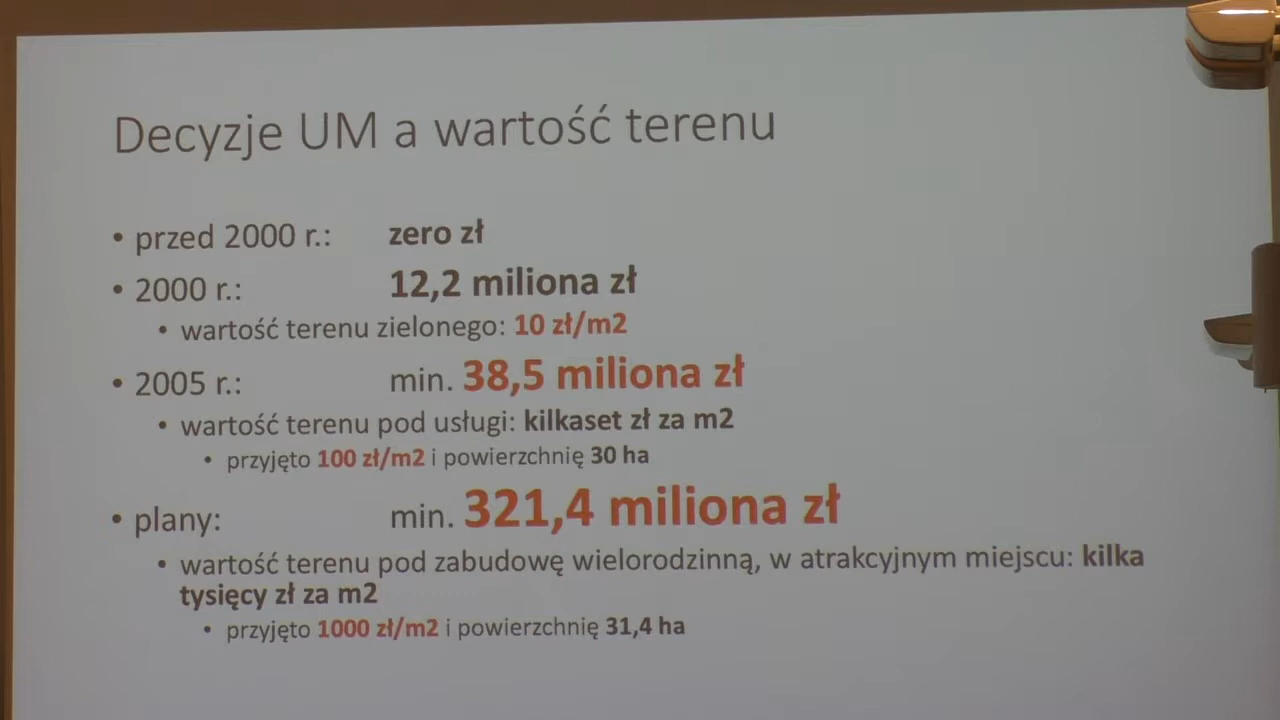 Decyzje UM a wartość terenu
• przed 2000 r.: zero zł
• 2000 r.: 12,2 miliona zł
• wartość terenu zielonego: 10 zł/m2
• 2005 r.: min. 38,5 miliona zł
• wartość terenu pod usługi: kilkaset zł za m2
• przyjęto 100 zł/m2 i powierzchnię 30 ha
• plany: min. 321,4 miliona zł
• wartość terenu pod zabudowę wielorodzinną, w atrakcyjnym miejscu: kilka
tysięcy zł za m2
• przyjęto 1000 zł/m2 i powierzchnię 31,4 ha